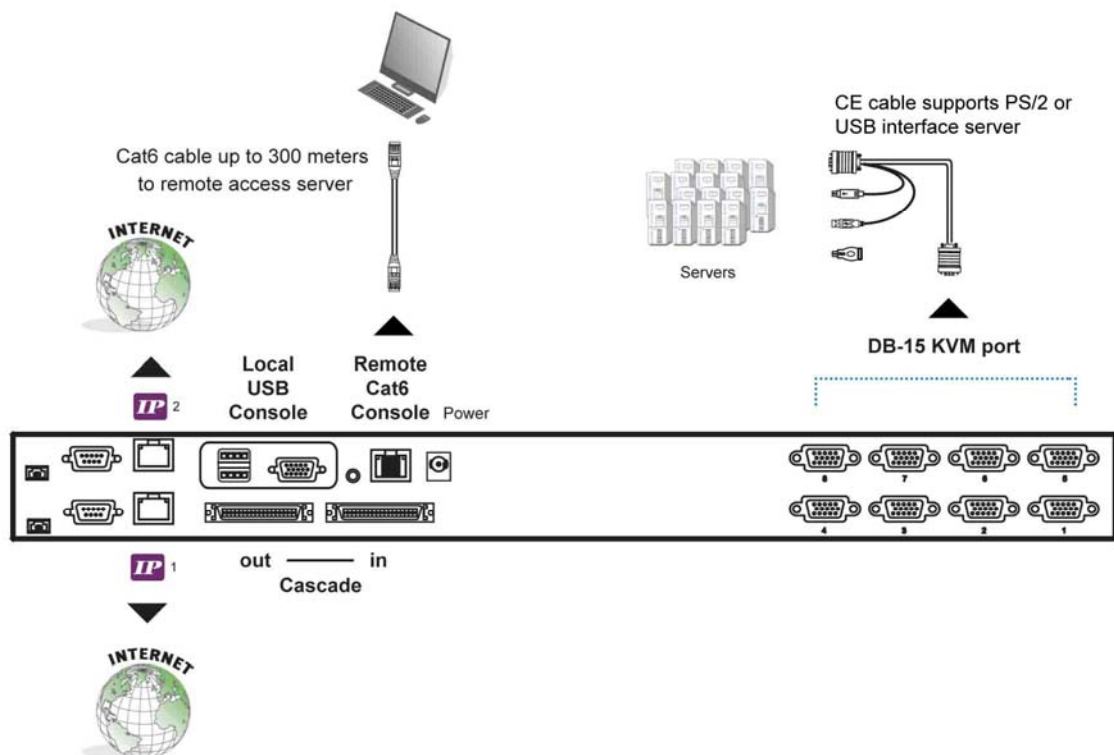 CE cable supports PS/2 or
USB interface server
Cat6 cable up to 300 meters
to remote access server
INTERNET
Servers
DB-15 KVM port
Local
USB
Console
Remote
Cat6
Console
Power
IP 2
8
7
6
5
4
3
2
1
IP 1
out
in
Cascade
INTERNET